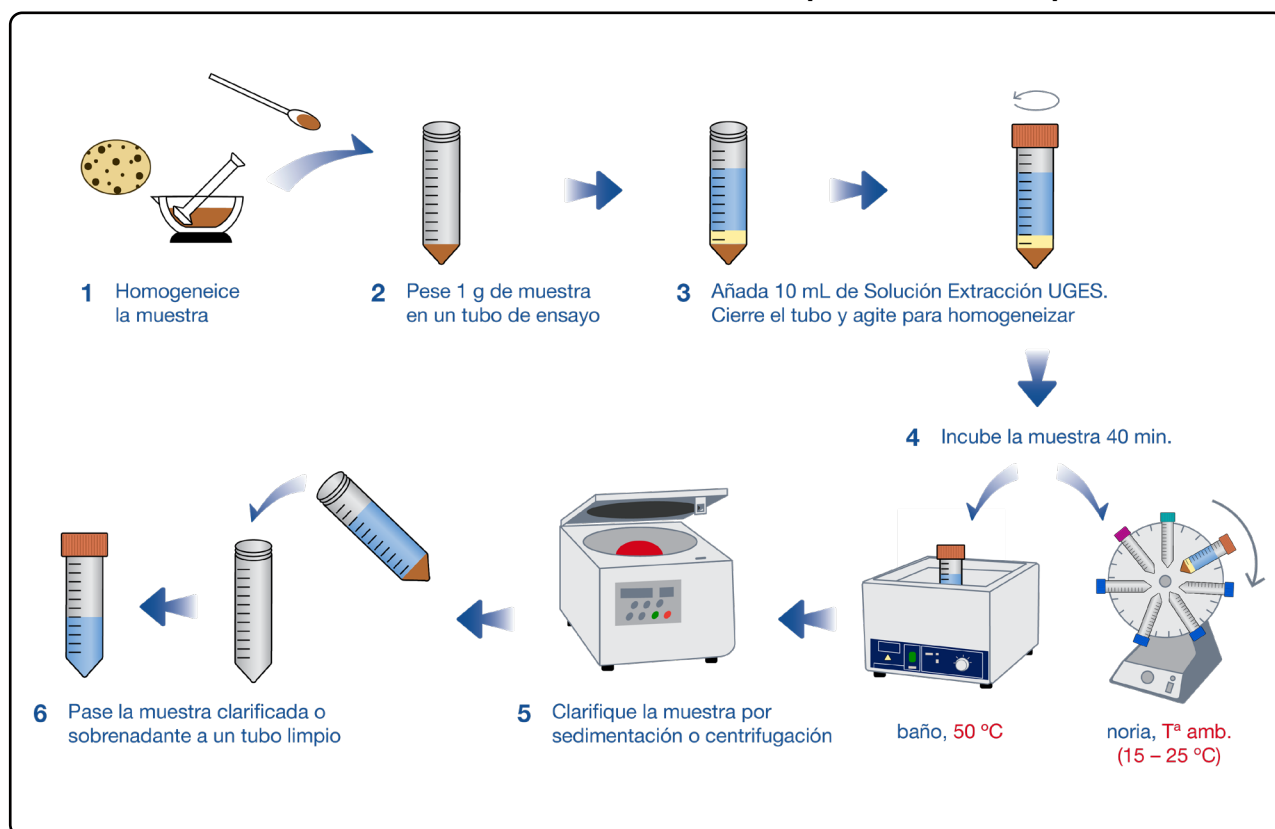 1 Homogeneice
la muestra
2 Pese 1 g de muestra
en un tubo de ensayo
3 Añada 10 mL de Solución Extracción UGES.
Cierre el tubo y agite para homogeneizar
4 Incube la muestra 40 min.
baño, 50 ºC
noria, Tª amb.
(15 – 25 ºC)
5 Clarifique la muestra por
sedimentación o centrifugación
6 Pase la muestra clarificada o
sobrenadante a un tubo limpio